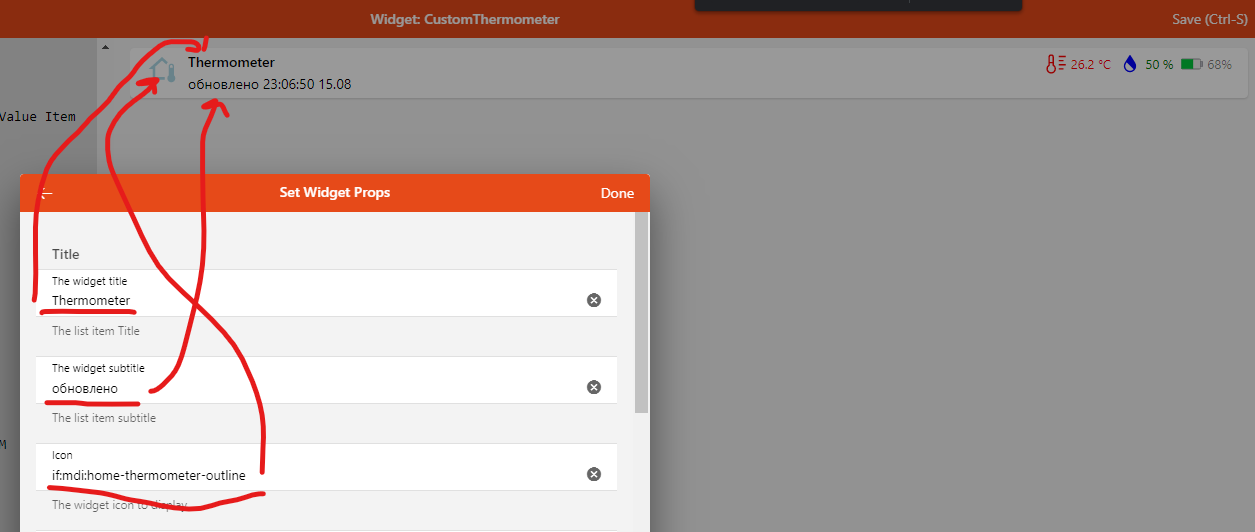 Widget: CustomThermometer
Save (Ctrl-S)
Thermometer
26.2 °C
50 %
68%
обновлено 23:06:50 15.08
Value Item
Set Widget Props
Done
Title
The widget title
Thermometer
The list item Title
The widget subtitle
обновлено
The list item subtitle
M
Icon
if:mdi:home-thermometer-outline
The widget icon to display